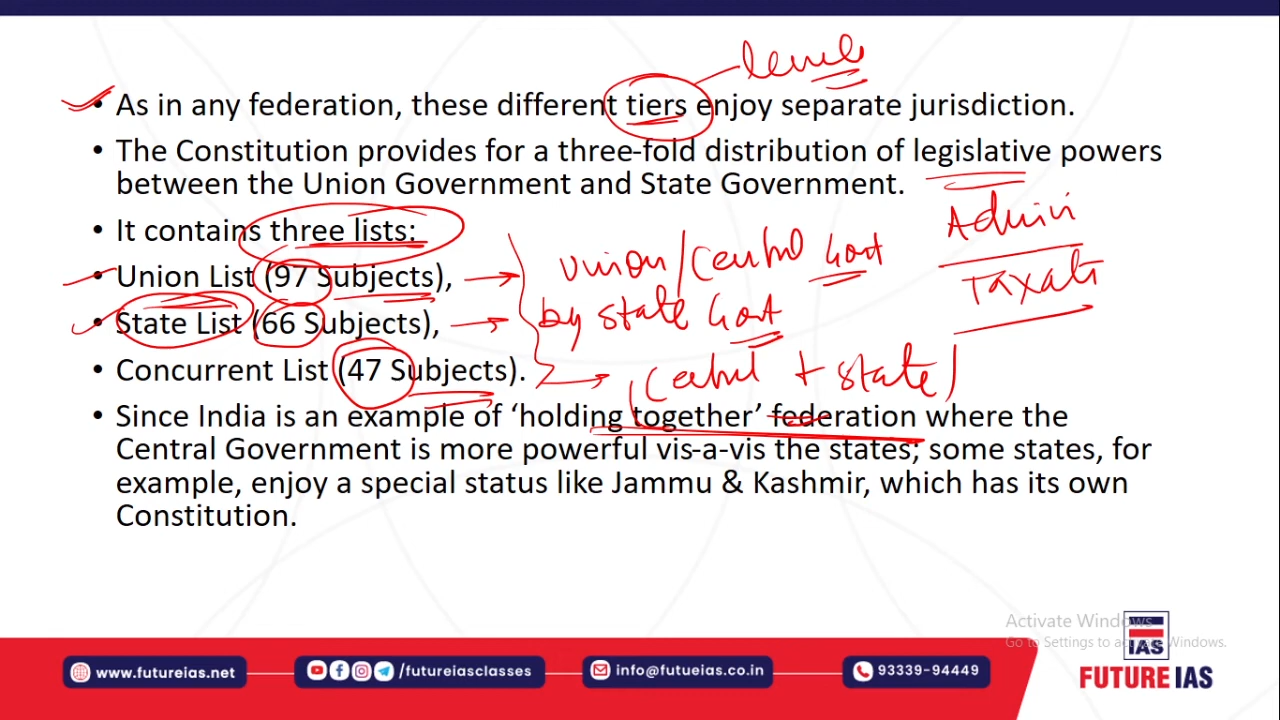 levels
• As in any federation, these different tiers enjoy separate jurisdiction.
• The Constitution provides for a three-fold distribution of legislative powers
between the Union Government and State Government.
• It contains three lists:
• Union List (97 Subjects),
Union/Central Govt
• State List (66 Subjects),
by state Govt
• Concurrent List (47 Subjects).
(Central + state)
Admini
Taxati
• Since India is an example of ‘holding together’ federation where the
Central Government is more powerful vis-a-vis the states; some states, for
example, enjoy a special status like Jammu & Kashmir, which has its own
Constitution.
Activate Windows
Go to Settings to activate Windows.
IAS
FUTURE IAS
www.futureias.net
/futureiasclasses
info@futueias.co.in
93339-94449